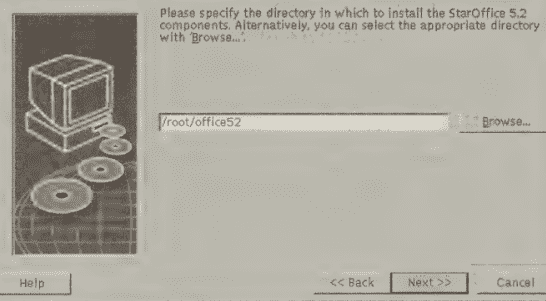 Please specify the directory in which to install the StarOffice 5.2
components. Alternatively, you can select the appropriate directory
with 'Browse...'.
/root/office52
Browse...
Help
<< Back
Next >>
Cancel